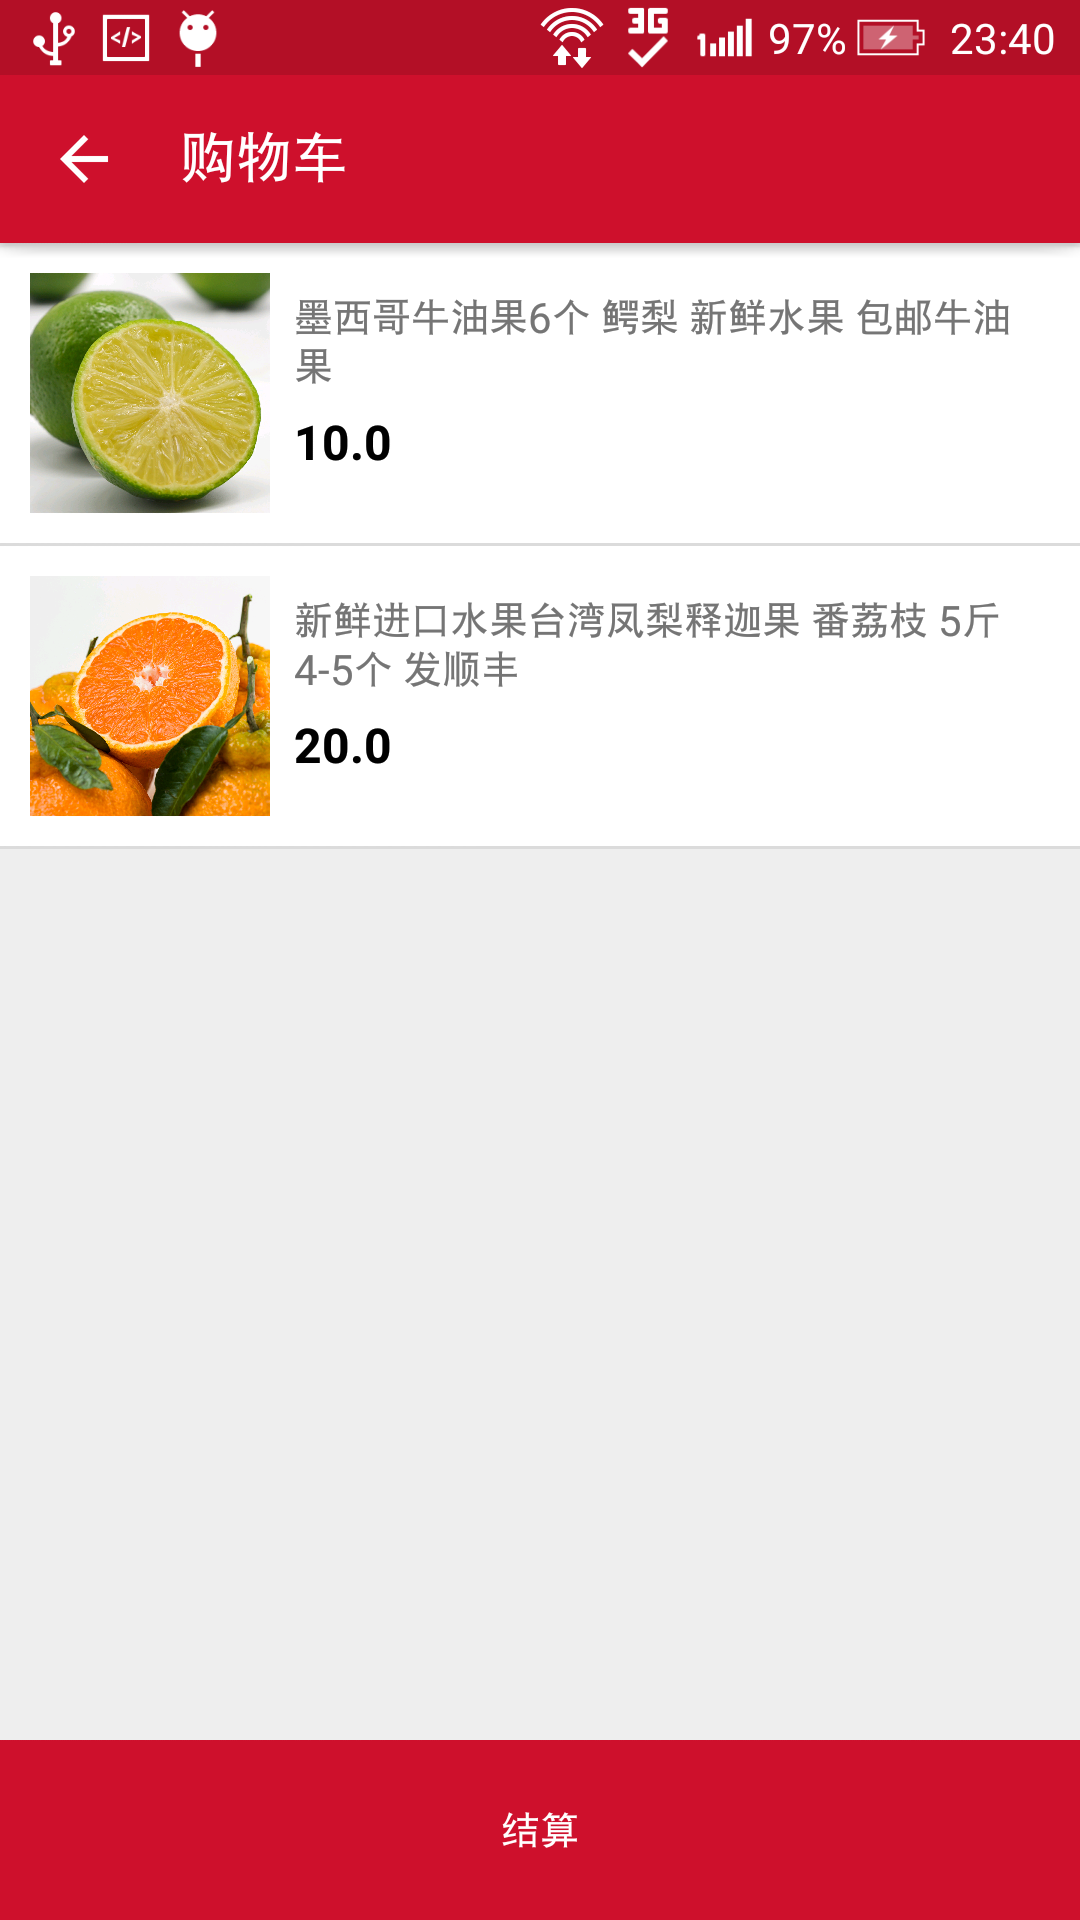 3G
1 97% 23:40
购物车
墨西哥牛油果6个 鳄梨 新鲜水果 包邮牛油
果
10.0
新鲜进口水果台湾凤梨释迦果 番荔枝 5斤
4-5个 发顺丰
20.0
结算